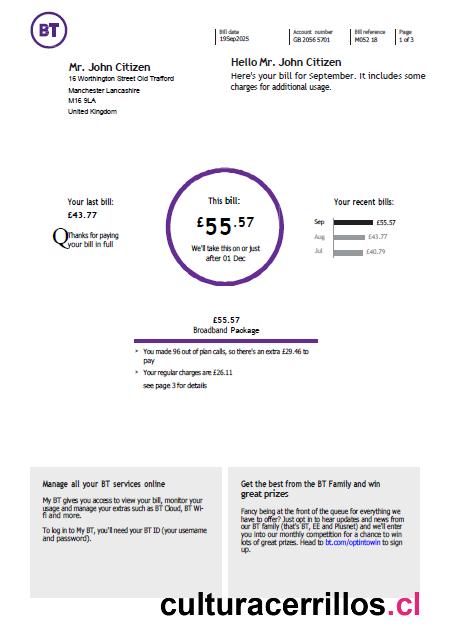 BT
Bill date
19Sep2025
Account number
GB 2056 5701
Bill reference
M052 18
Page
1 of 3
Mr. John Citizen
16 Worthington Street Old Trafford
Manchester Lancashire
M16 9LA
United Kingdom
Hello Mr. John Citizen
Here's your bill for September. It includes some
charges for additional usage.
Your last bill:
£43.77
Thanks for paying
your bill in full
This bill:
£55.57
We'll take this on or just
after 01 Dec
Your recent bills:
Sep £55.57
Aug £43.77
Jul £40.79
£55.57
Broadband Package
You made 96 out of plan calls, so there's an extra £29.46 to
pay
Your regular charges are £26.11
see page 3 for details
Manage all your BT services online
My BT gives you access to view your bill, monitor your
usage and manage your extras such as BT Cloud, BT Wi-
fi and more.
To log in to My BT, you'll need your BT ID (your username
and password).
Get the best from the BT Family and win
great prizes
Fancy being at the front of the queue for everything we
have to offer? Just opt in to hear updates and news from
our BT family (that's BT, EE and Plusnet) and we'll enter
you into our monthly competition for a chance to win
lots of great prizes. Head to bt.com/optintowin to sign
up.
culturacerrillos.cl